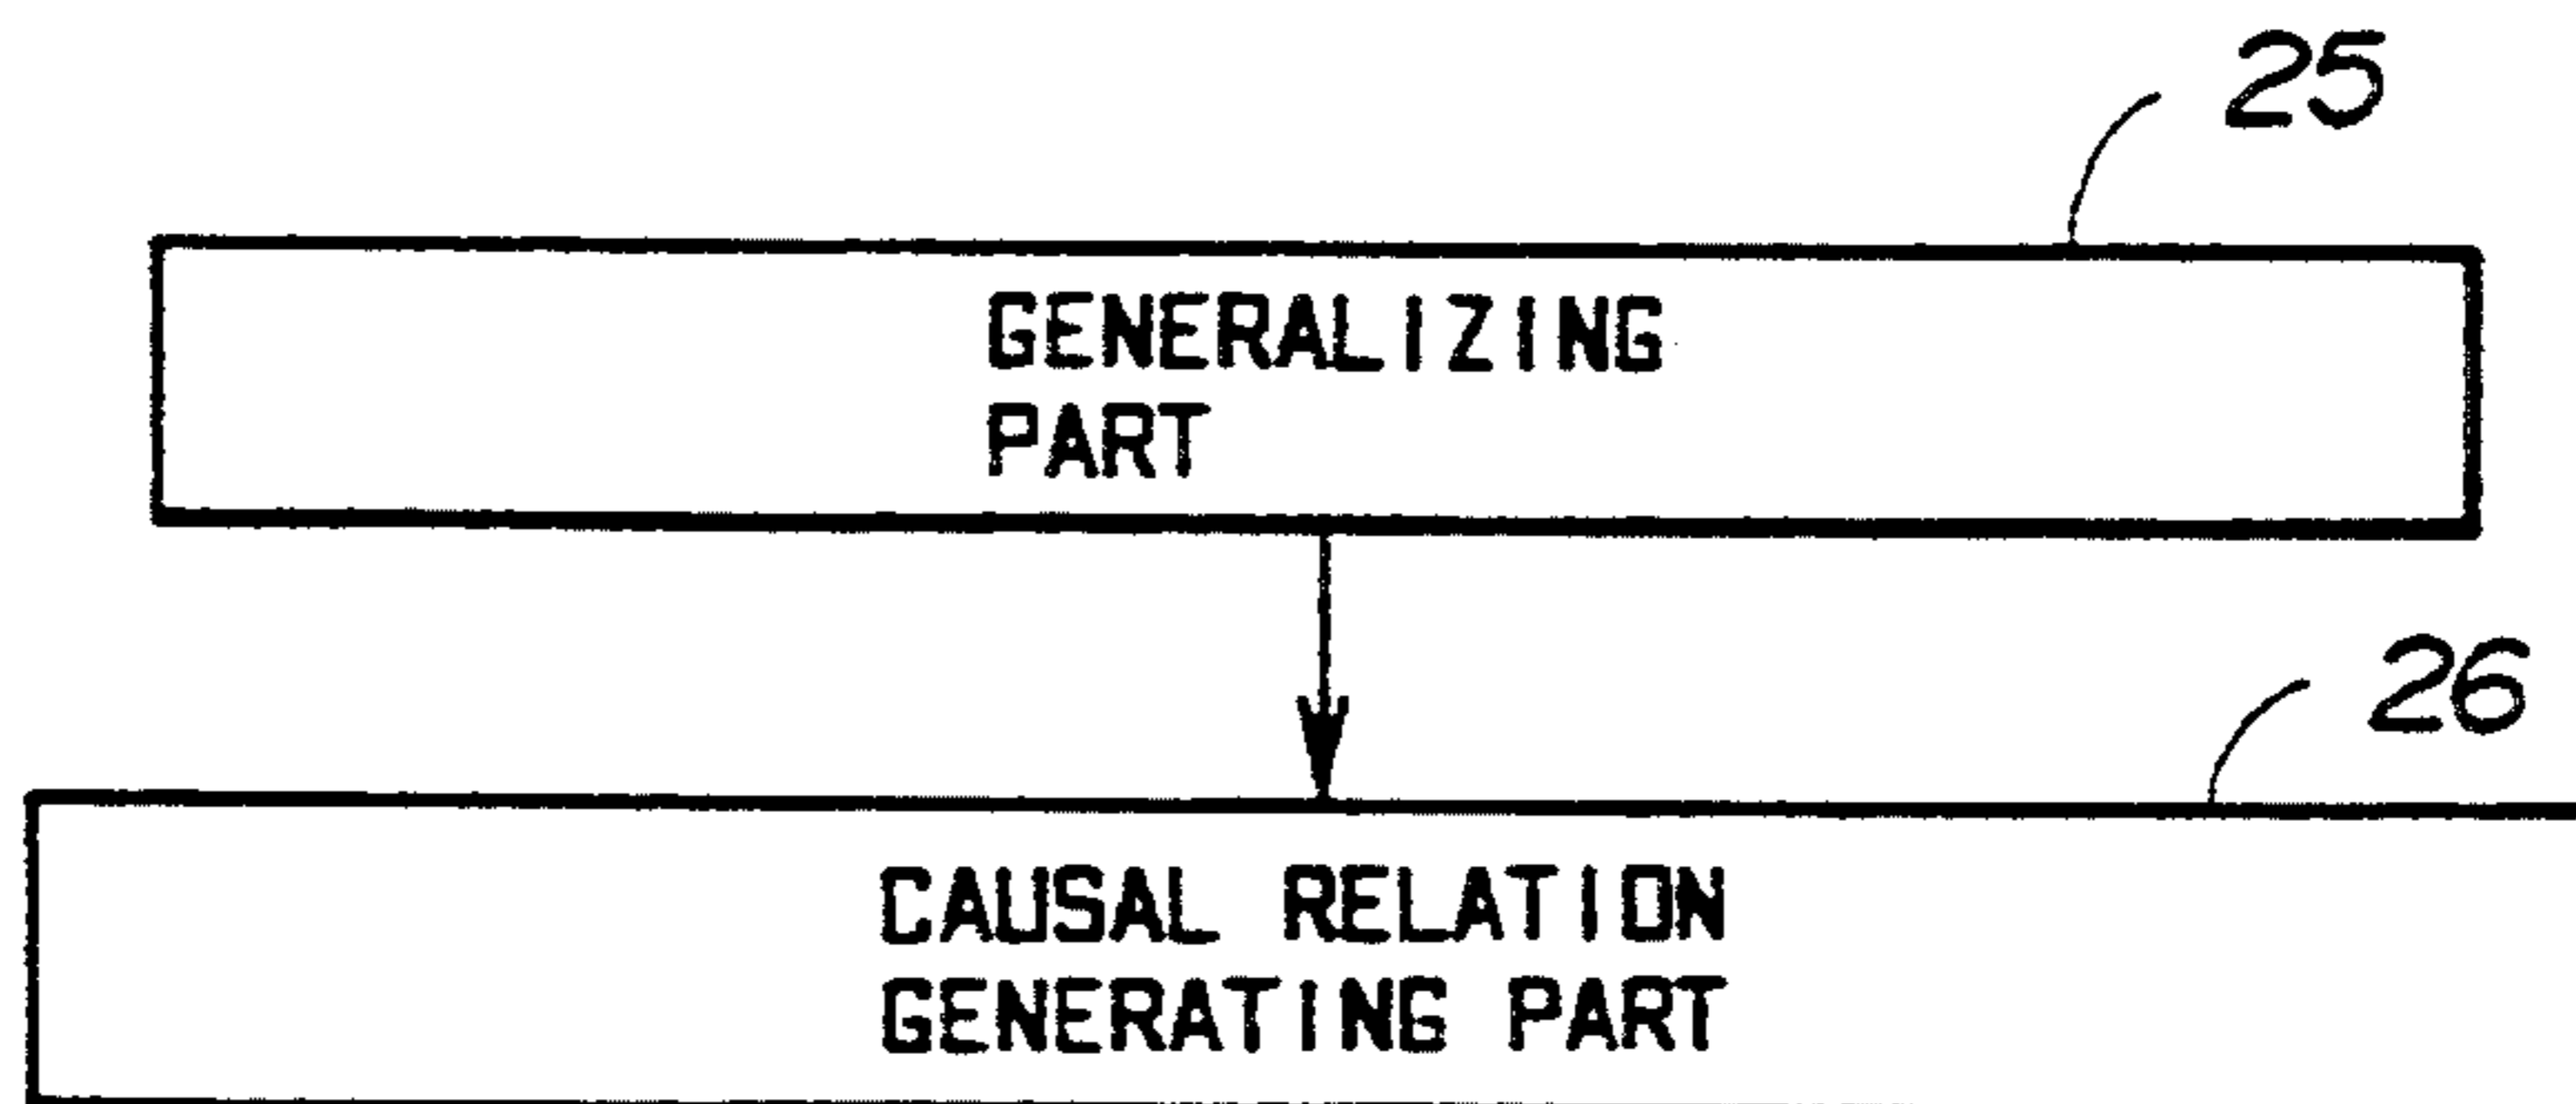 25
GENERALIZING
PART
26
CAUSAL RELATION
GENERATING PART